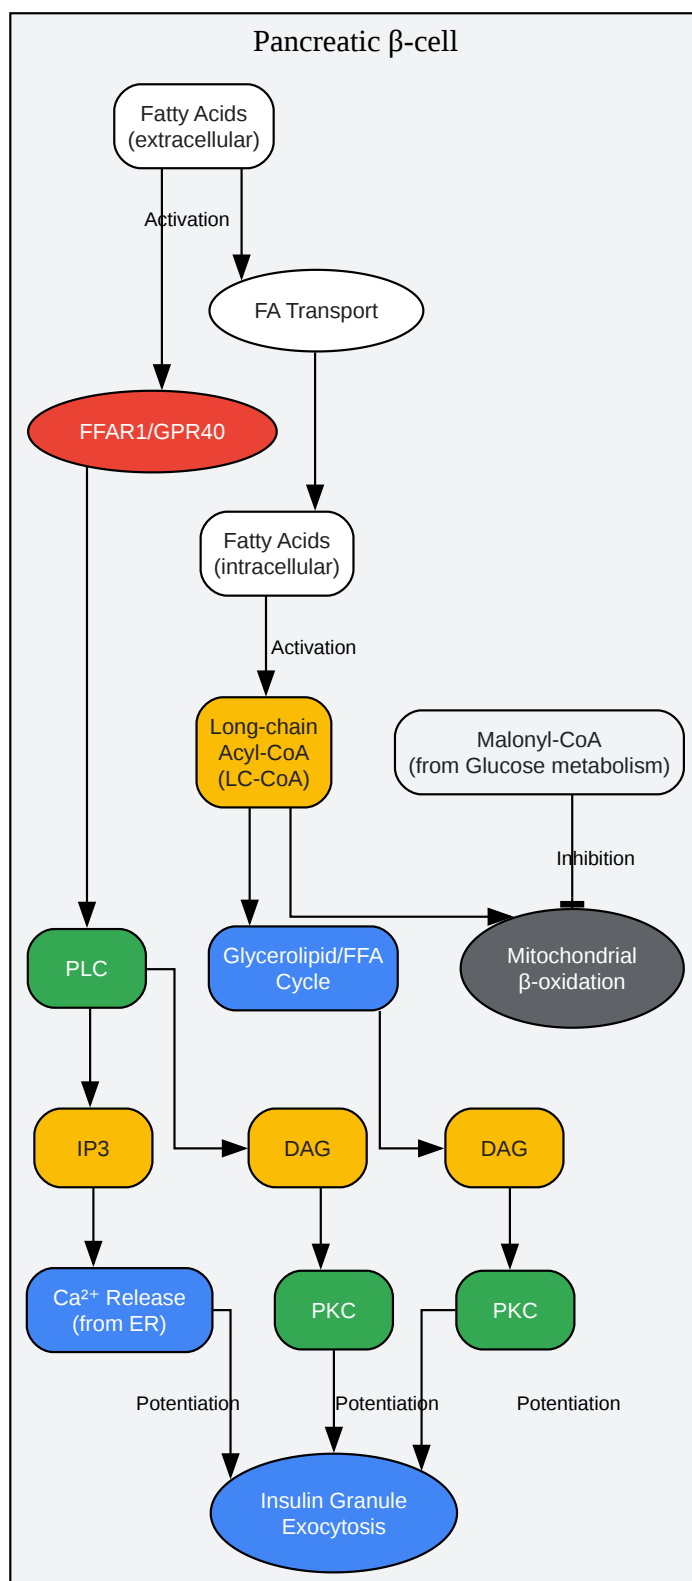 Pancreatic β-cell
Fatty Acids
(extracellular)
Activation
FA Transport
FFAR1/GPR40
Fatty Acids
(intracellular)
Activation
Long-chain
Acyl-CoA
(LC-CoA)
Malonyl-CoA
(from Glucose metabolism)
Inhibition
PLC
Glycerolipid/FFA
Cycle
Mitochondrial
β-oxidation
IP3
DAG
DAG
Ca²⁺ Release
(from ER)
PKC
PKC
Potentiation
Potentiation
Potentiation
Insulin Granule
Exocytosis